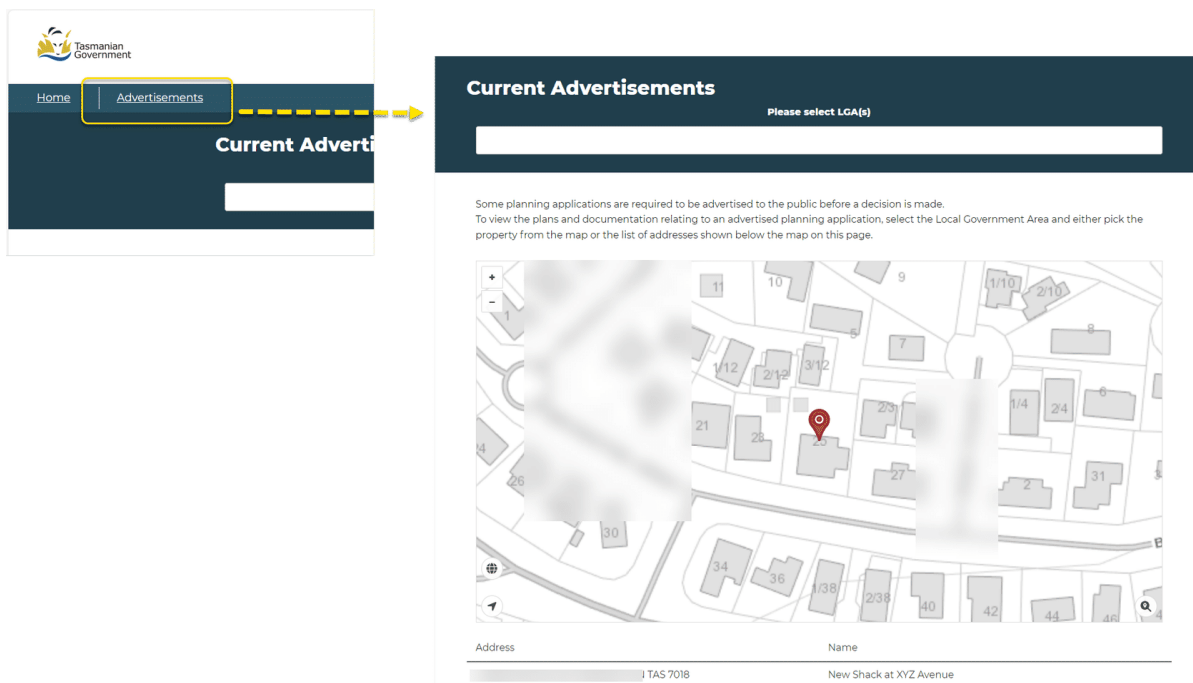 Tasmanian
Government
Home
Advertisements
Current Adverti
Current Advertisements
Please select LGA(s)
Some planning applications are required to be advertised to the public before a decision is made.
To view the plans and documentation relating to an advertised planning application, select the Local Government Area and either pick the
property from the map or the list of addresses shown below the map on this page.
+
−
11
10
9
1/10
2/10
1
5
7
8
1/12
2/12
3/12
6
21
23
2/3
1/4
2/4
24
26
27
2
31
30
34
36
1/38
2/38
40
42
44
46
Address
Name
TAS 7018
New Shack at XYZ Avenue